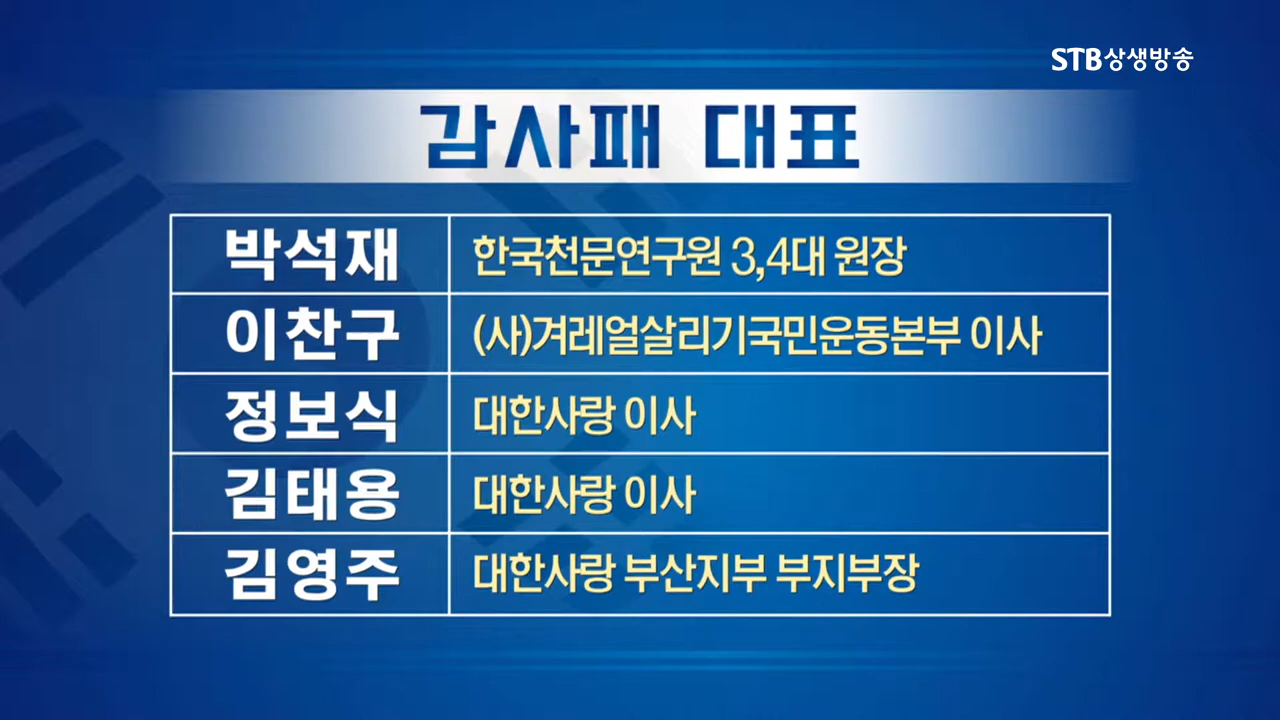 STB상생방송
감사패 대표
박석재 한국천문연구원 3,4대 원장
이찬구 (사)겨레얼살리기국민운동본부 이사
정보식 대한사랑 이사
김태용 대한사랑 이사
김영주 대한사랑 부산지부 부지부장